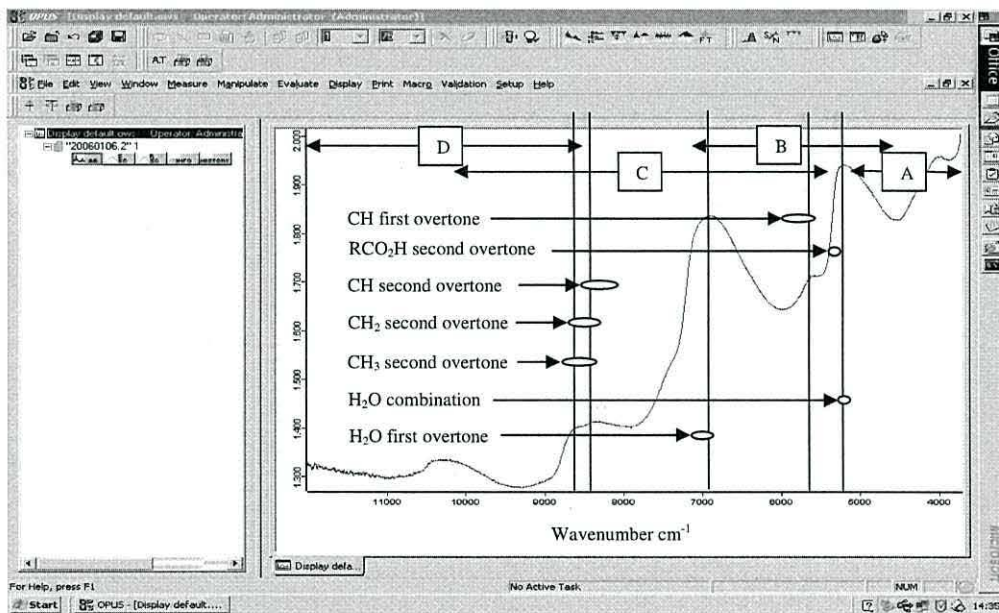 OPUS - [Display default.ows Operator: Administrator (Administrator)]
A.T
File Edit View Window Measure Manipulate Evaluate Display Print Macro Validation Setup Help
Office
Display default.ows Operator: Administra
"20060106.2" 1
D
B
C
A
CH first overtone
RCO₂H second overtone
CH second overtone
CH₂ second overtone
CH₃ second overtone
H₂O combination
H₂O first overtone
2.000
1.900
1.800
1.700
1.600
1.500
1.400
1.300
11000 10000 9000 8000 7000 6000 5000 4000
Wavenumber cm⁻¹
Display defa...
For Help, press F1
No Active Task
NUM
Start
OPUS - [Display default....